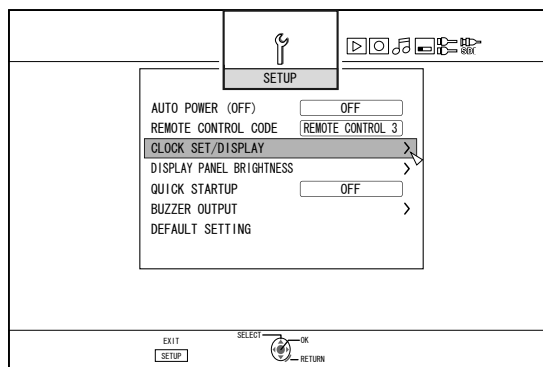 SDI
SETUP
AUTO POWER (OFF) OFF
REMOTE CONTROL CODE REMOTE CONTROL 3
CLOCK SET/DISPLAY
DISPLAY PANEL BRIGHTNESS
QUICK STARTUP OFF
BUZZER OUTPUT
DEFAULT SETTING
EXIT SELECT OK
SETUP RETURN